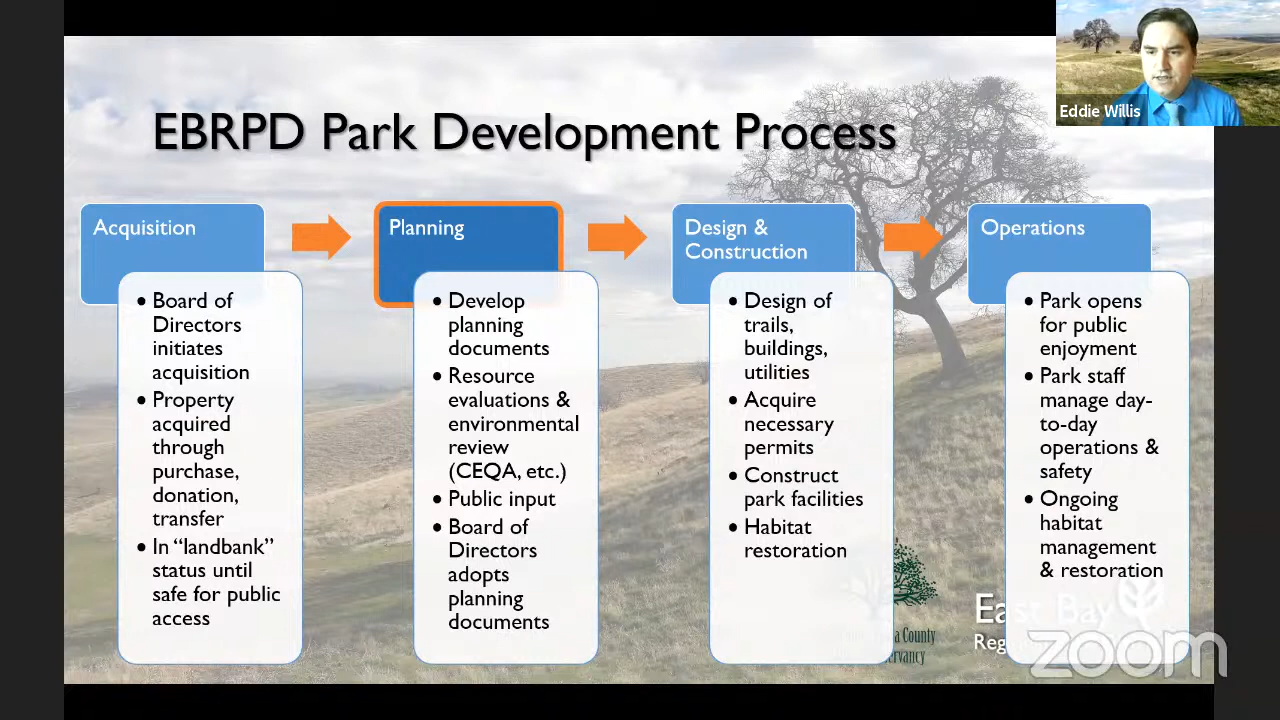 Eddie Willis
EBRPD Park Development Process
Acquisition
• Board of
Directors
initiates
acquisition
• Property
acquired
through
purchase,
donation,
transfer
• In “landbank”
status until
safe for public
access
Planning
• Develop
planning
documents
• Resource
evaluations &
environmental
review
(CEQA, etc.)
• Public input
• Board of
Directors
adopts
planning
documents
Design &
Construction
• Design of
trails,
buildings,
utilities
• Acquire
necessary
permits
• Construct
park facilities
• Habitat
restoration
Operations
• Park opens
for public
enjoyment
• Park staff
manage day-
to-day
operations &
safety
• Ongoing
habitat
management
& restoration
County
East Bay
zoom